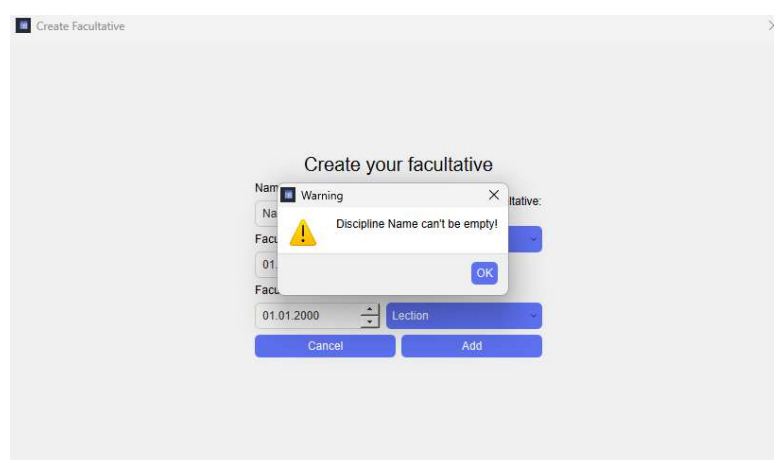 Create Facultative
Create your facultative
Warning
Discipline Name can't be empty!
OK
01.01.2000
Lection
Cancel
Add